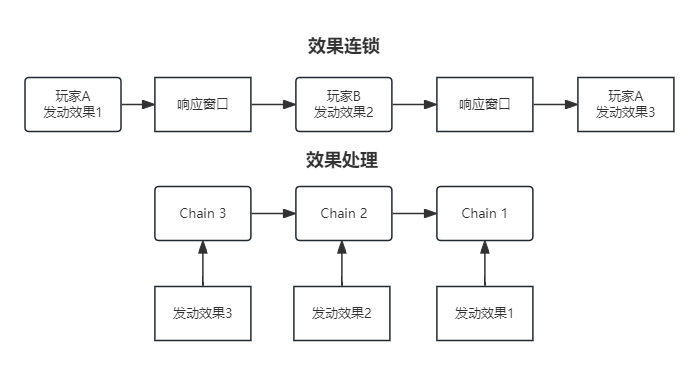 效果连锁
玩家A
发动效果1
响应窗口
玩家B
发动效果2
响应窗口
玩家A
发动效果3
效果处理
Chain 3
Chain 2
Chain 1
发动效果3
发动效果2
发动效果1